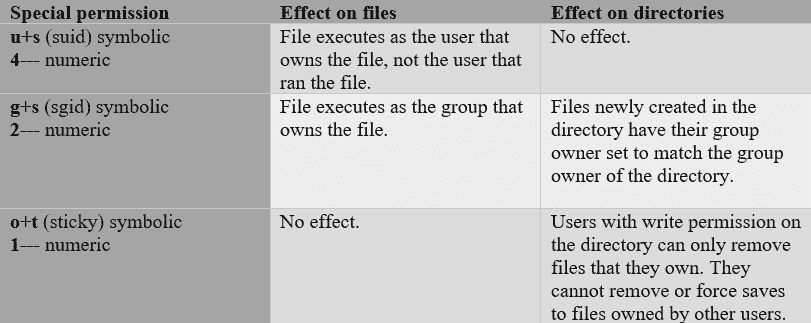 Special permission
Effect on files
Effect on directories
u+s (suid) symbolic
4--- numeric
File executes as the user that
owns the file, not the user that
ran the file.
No effect.
g+s (sgid) symbolic
2--- numeric
File executes as the group that
owns the file.
Files newly created in the
directory have their group
owner set to match the group
owner of the directory.
o+t (sticky) symbolic
1--- numeric
No effect.
Users with write permission on
the directory can only remove
files that they own. They
cannot remove or force saves
to files owned by other users.